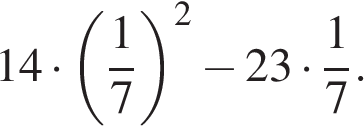 14 · (1/7)² − 23 · 1/7.